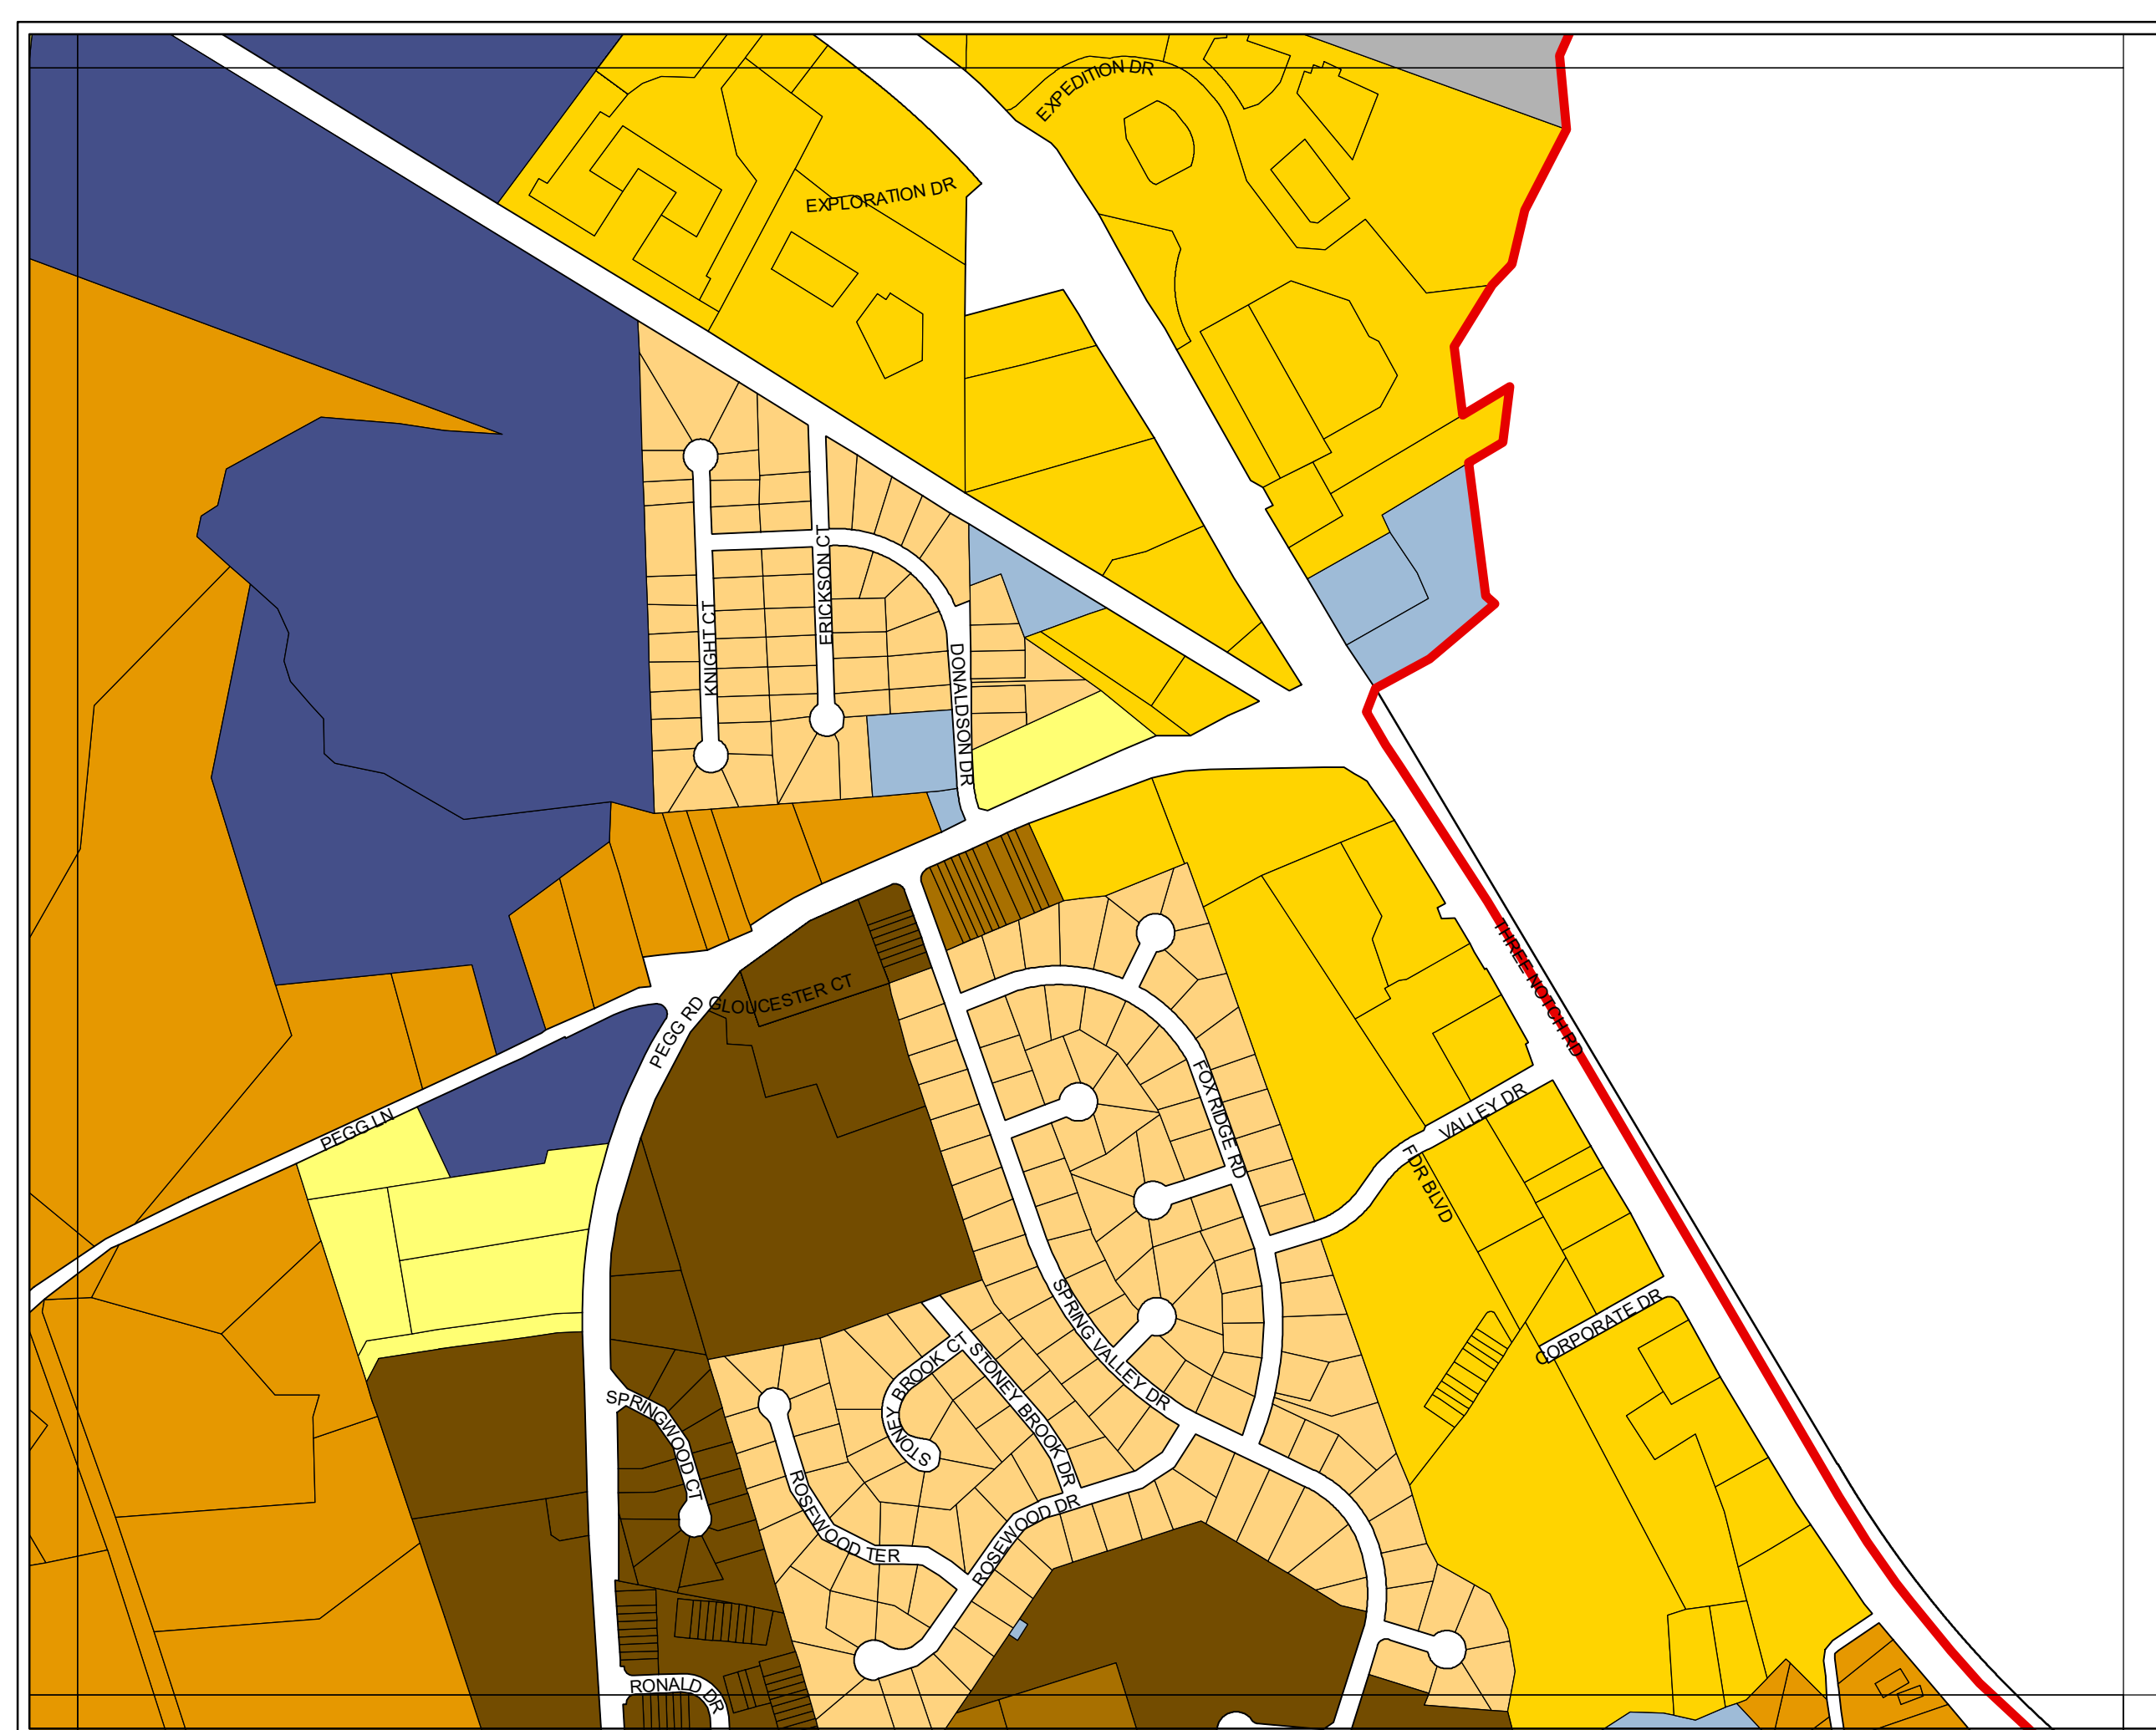 EXPEDITION DR
EXPLORATION DR
KNIGHT CT
ERICKSON CT
DONALDSON DR
THREE NOTCH RD
GLOUCESTER CT
PEGG RD
PEGG LN
FOX RIDGE RD
VALLEY DR
FDR BLVD
CORPORATE DR
SPRING VALLEY DR
STONEY BROOK CT
STONEY BROOK DR
SPRINGWOOD CT
ROSEWOOD TER
ROSEWOOD DR
RONALD DR